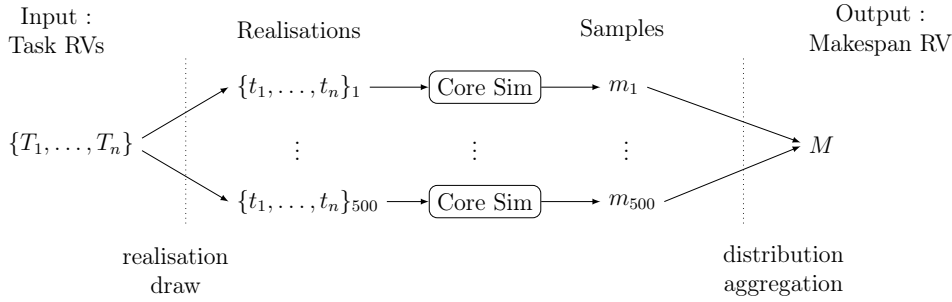 Input :
Task RVs
Realisations
Samples
Output :
Makespan RV
{t₁, . . . , tₙ}₁
Core Sim
m₁
{T₁, . . . , Tₙ}
⋮
⋮
⋮
M
{t₁, . . . , tₙ}₅₀₀
Core Sim
m₅₀₀
realisation
draw
distribution
aggregation